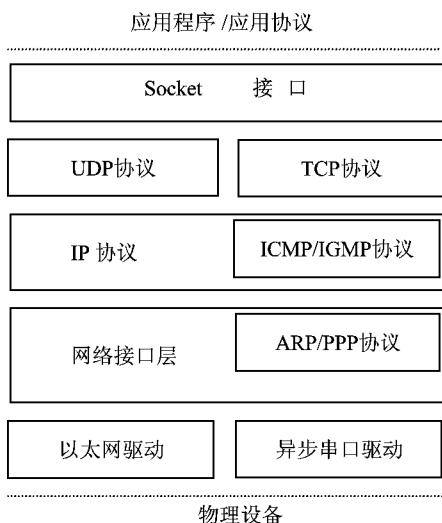 应用程序 /应用协议
Socket 接 口
UDP协议 TCP协议
IP 协议 ICMP/IGMP协议
网络接口层 ARP/PPP协议
以太网驱动 异步串口驱动
物理设备